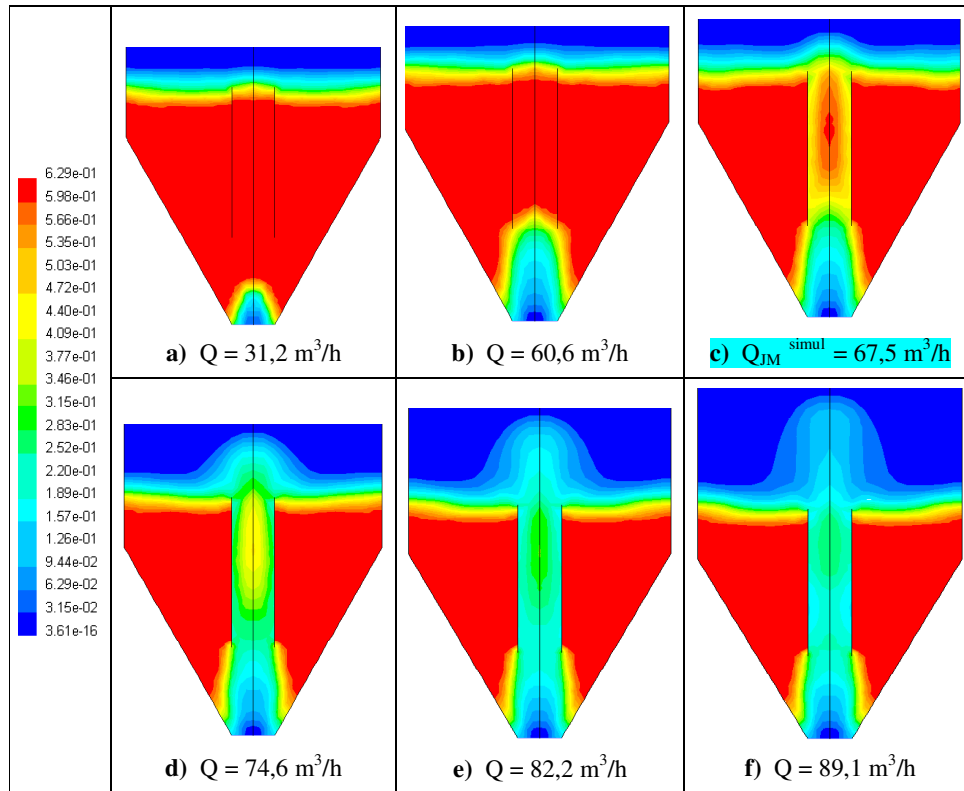 6.29e-01
5.98e-01
5.66e-01
5.35e-01
5.03e-01
4.72e-01
4.40e-01
4.09e-01
3.77e-01
3.46e-01
3.15e-01
2.83e-01
2.52e-01
2.20e-01
1.89e-01
1.57e-01
1.26e-01
9.44e-02
6.29e-02
3.15e-02
3.61e-16
a) Q = 31,2 m³/h
b) Q = 60,6 m³/h
c) Q_JM ^simul = 67,5 m³/h
d) Q = 74,6 m³/h
e) Q = 82,2 m³/h
f) Q = 89,1 m³/h